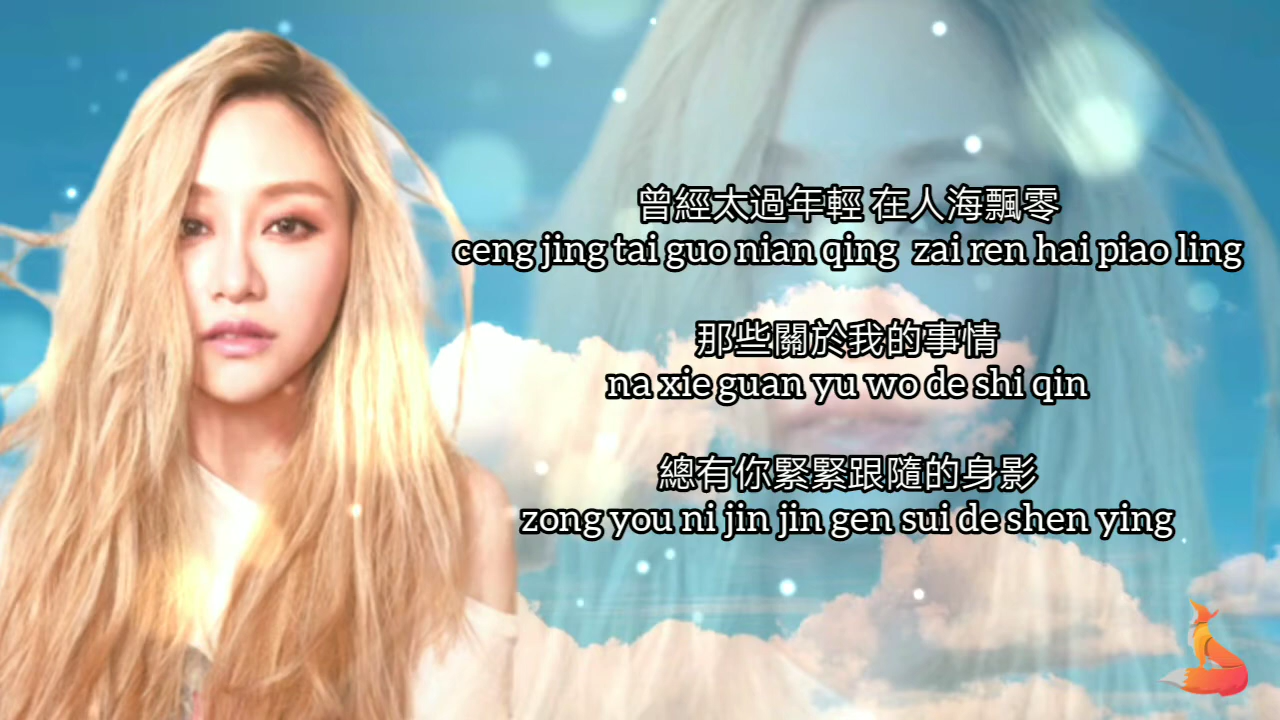 曾經太過年輕 在人海飄零
ceng jing tai guo nian qing  zai ren hai piao ling
那些關於我的事情
na xie guan yu wo de shi qin
總有你緊緊跟隨的身影
zong you ni jin jin gen sui de shen ying